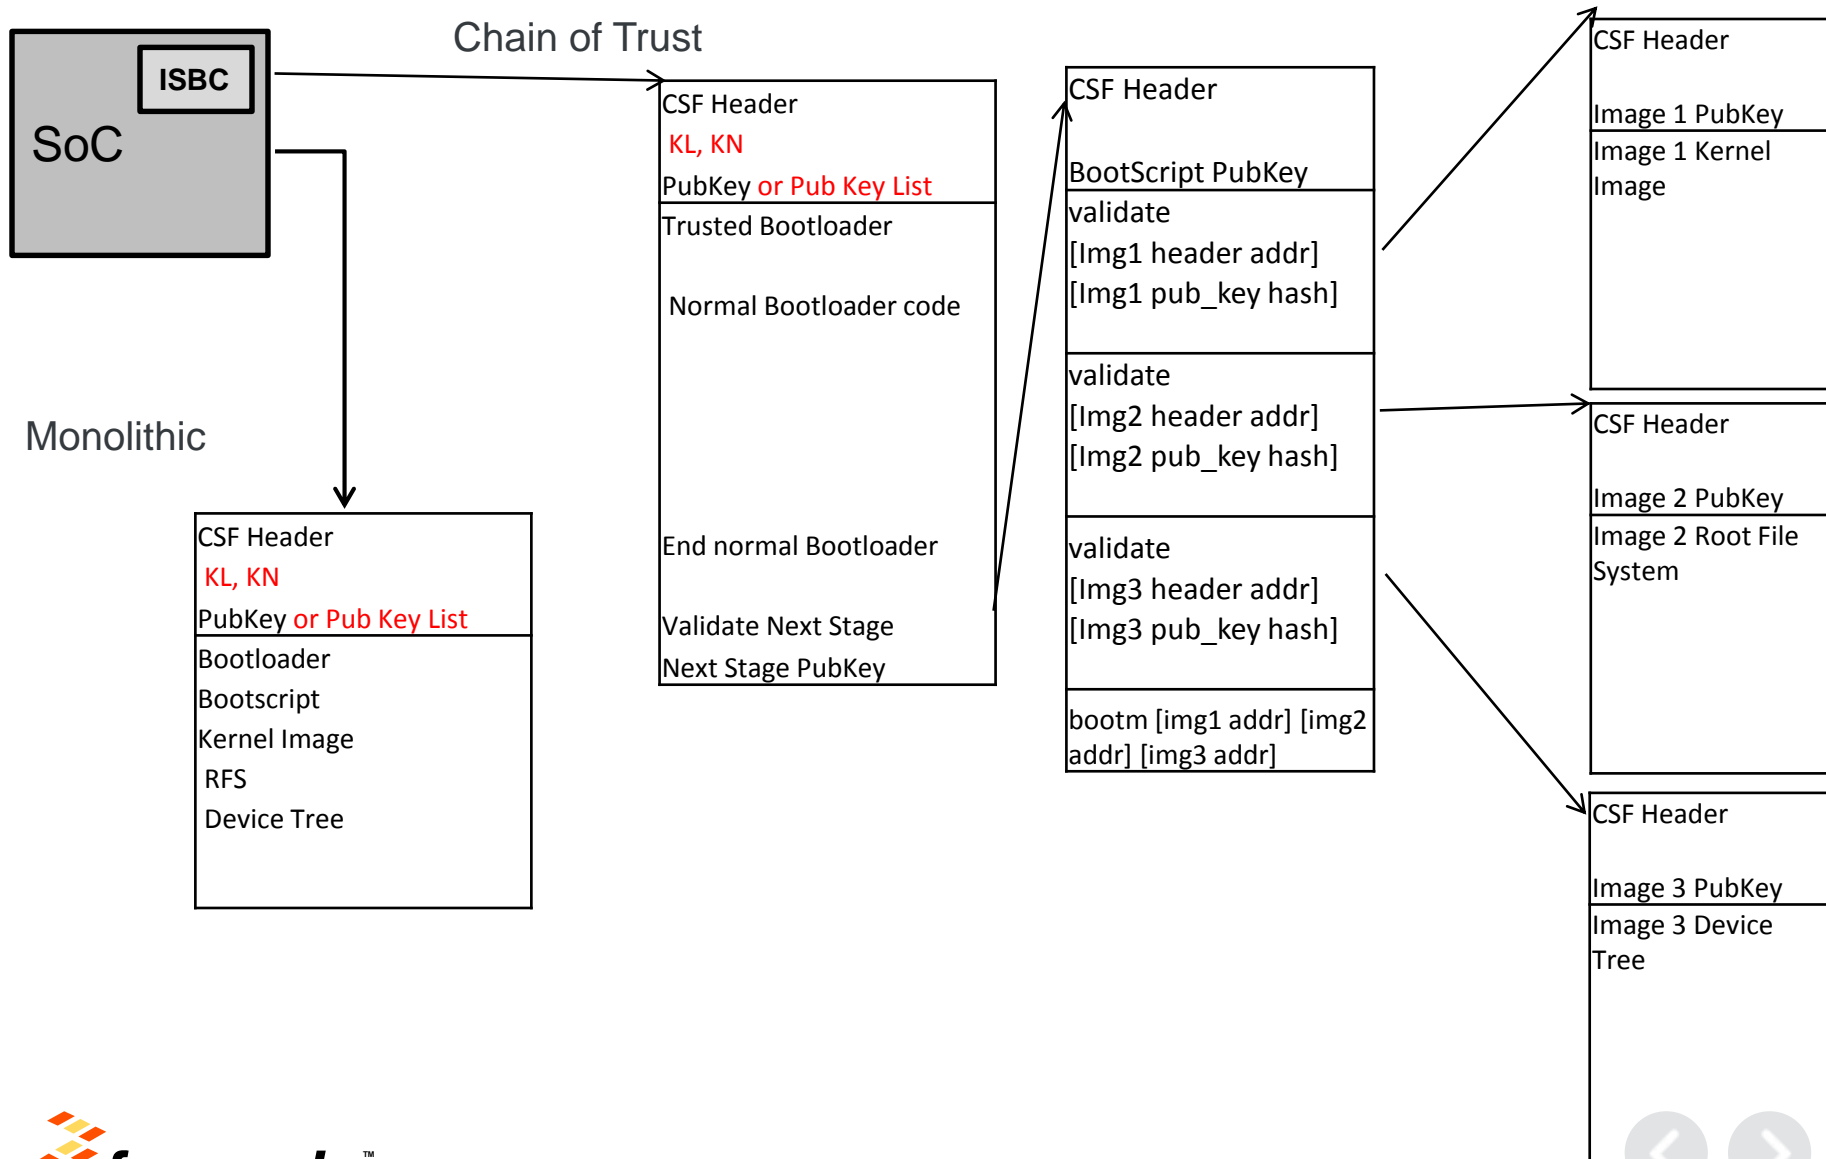 Chain of Trust
ISBC
SoC
Monolithic
CSF Header
KL, KN
PubKey or Pub Key List
Bootloader
Bootscript
Kernel Image
RFS
Device Tree
CSF Header
KL, KN
PubKey or Pub Key List
Trusted Bootloader
Normal Bootloader code
End normal Bootloader
Validate Next Stage
Next Stage PubKey
CSF Header
BootScript PubKey
validate
[Img1 header addr]
[Img1 pub_key hash]
validate
[Img2 header addr]
[Img2 pub_key hash]
validate
[Img3 header addr]
[Img3 pub_key hash]
bootm [img1 addr] [img2
addr] [img3 addr]
CSF Header
Image 1 PubKey
Image 1 Kernel
Image
CSF Header
Image 2 PubKey
Image 2 Root File
System
CSF Header
Image 3 PubKey
Image 3 Device
Tree